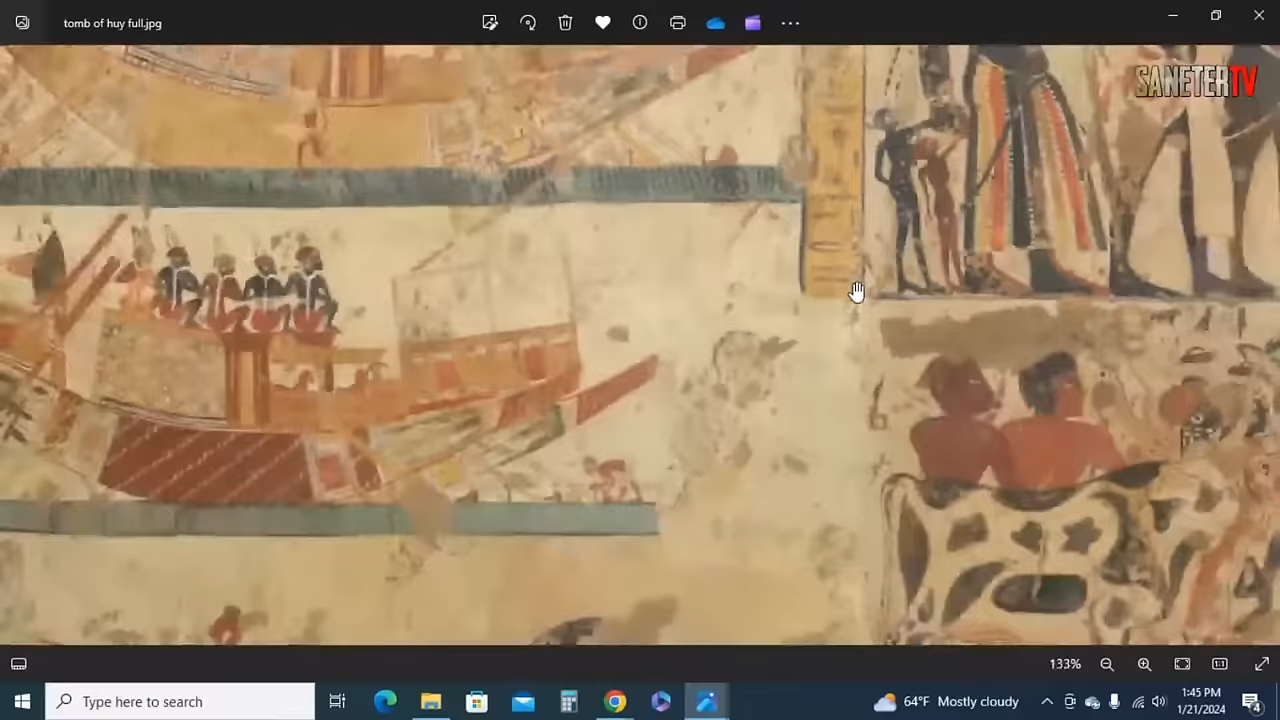 tomb of huy full.jpg
SANETERTV
133%
Type here to search
64°F Mostly cloudy
1:45 PM
1/21/2024
4